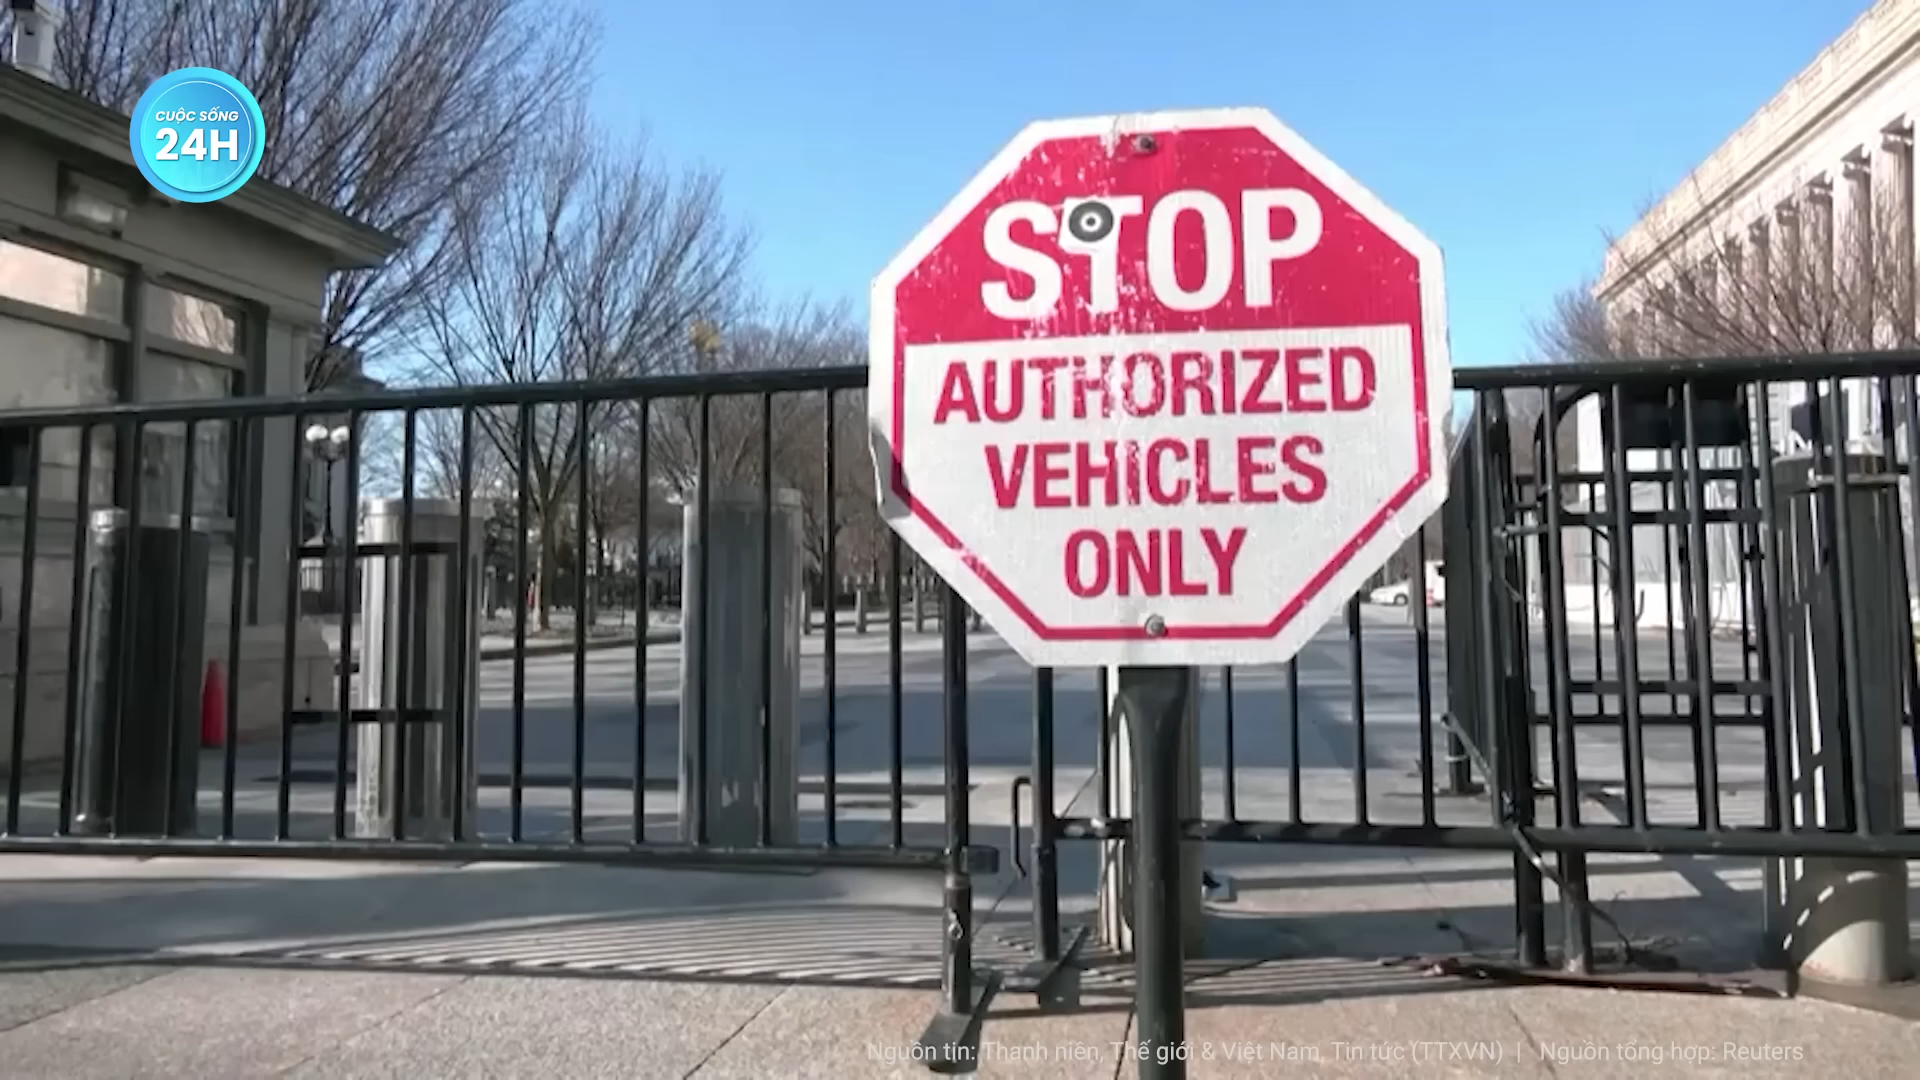 CUỘC SỐNG
24H
STOP
AUTHORIZED
VEHICLES
ONLY
Nguồn tin: Thanh niên, Thế giới & Việt Nam, Tin tức (TTXVN) | Nguồn tổng hợp: Reuters